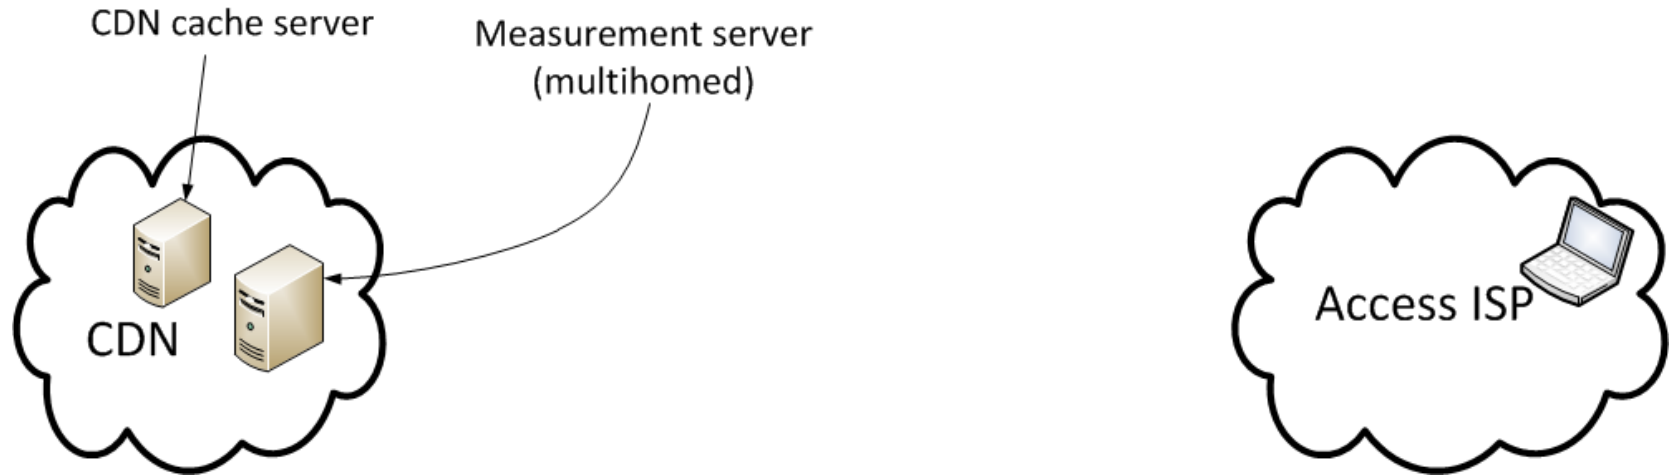 CDN cache server
Measurement server
(multihomed)
CDN
Access ISP